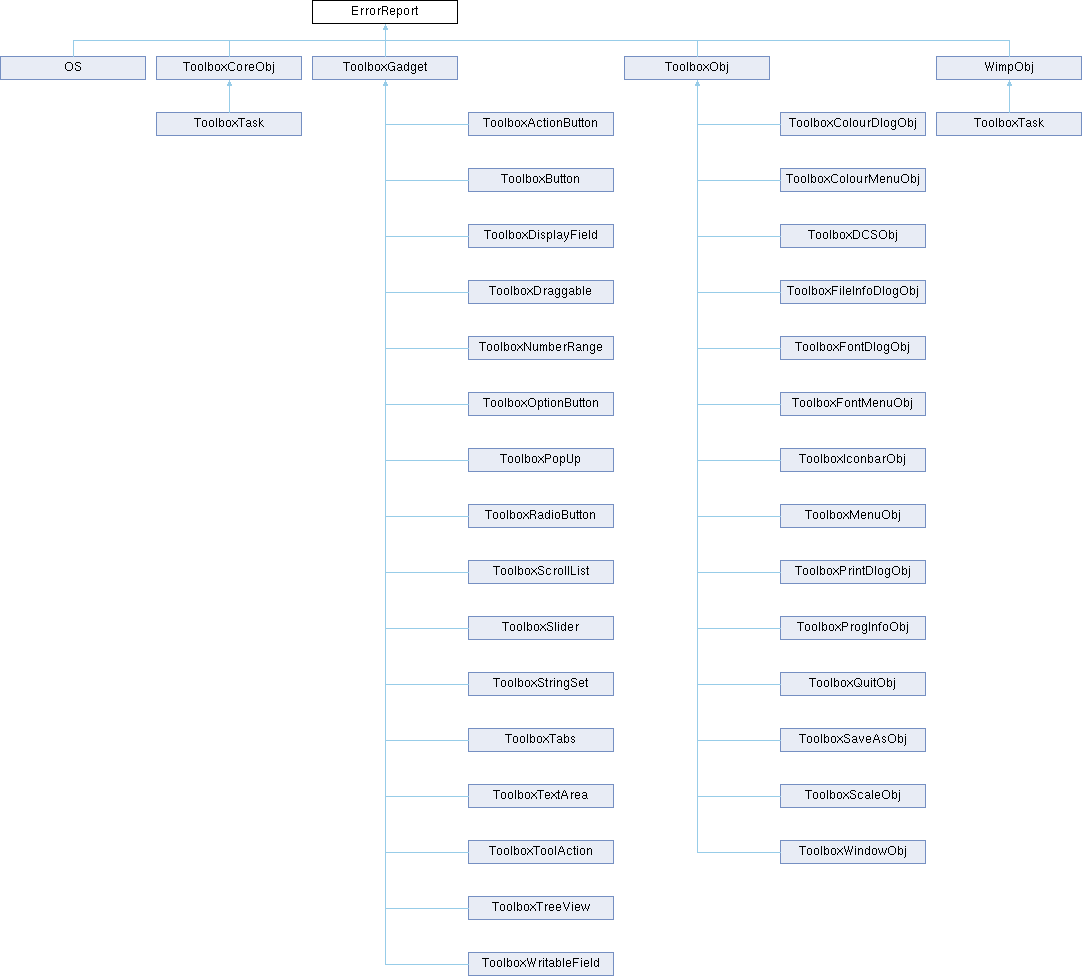 ErrorReport
OS
ToolboxCoreObj
ToolboxGadget
ToolboxObj
WimpObj
ToolboxTask
ToolboxActionButton
ToolboxColourDlogObj
ToolboxTask
ToolboxButton
ToolboxColourMenuObj
ToolboxDisplayField
ToolboxDCSObj
ToolboxDraggable
ToolboxFileInfoDlogObj
ToolboxNumberRange
ToolboxFontDlogObj
ToolboxOptionButton
ToolboxFontMenuObj
ToolboxPopUp
ToolboxIconbarObj
ToolboxRadioButton
ToolboxMenuObj
ToolboxScrollList
ToolboxPrintDlogObj
ToolboxSlider
ToolboxProgInfoObj
ToolboxStringSet
ToolboxQuitObj
ToolboxTabs
ToolboxSaveAsObj
ToolboxTextArea
ToolboxScaleObj
ToolboxToolAction
ToolboxWindowObj
ToolboxTreeView
ToolboxWritableField